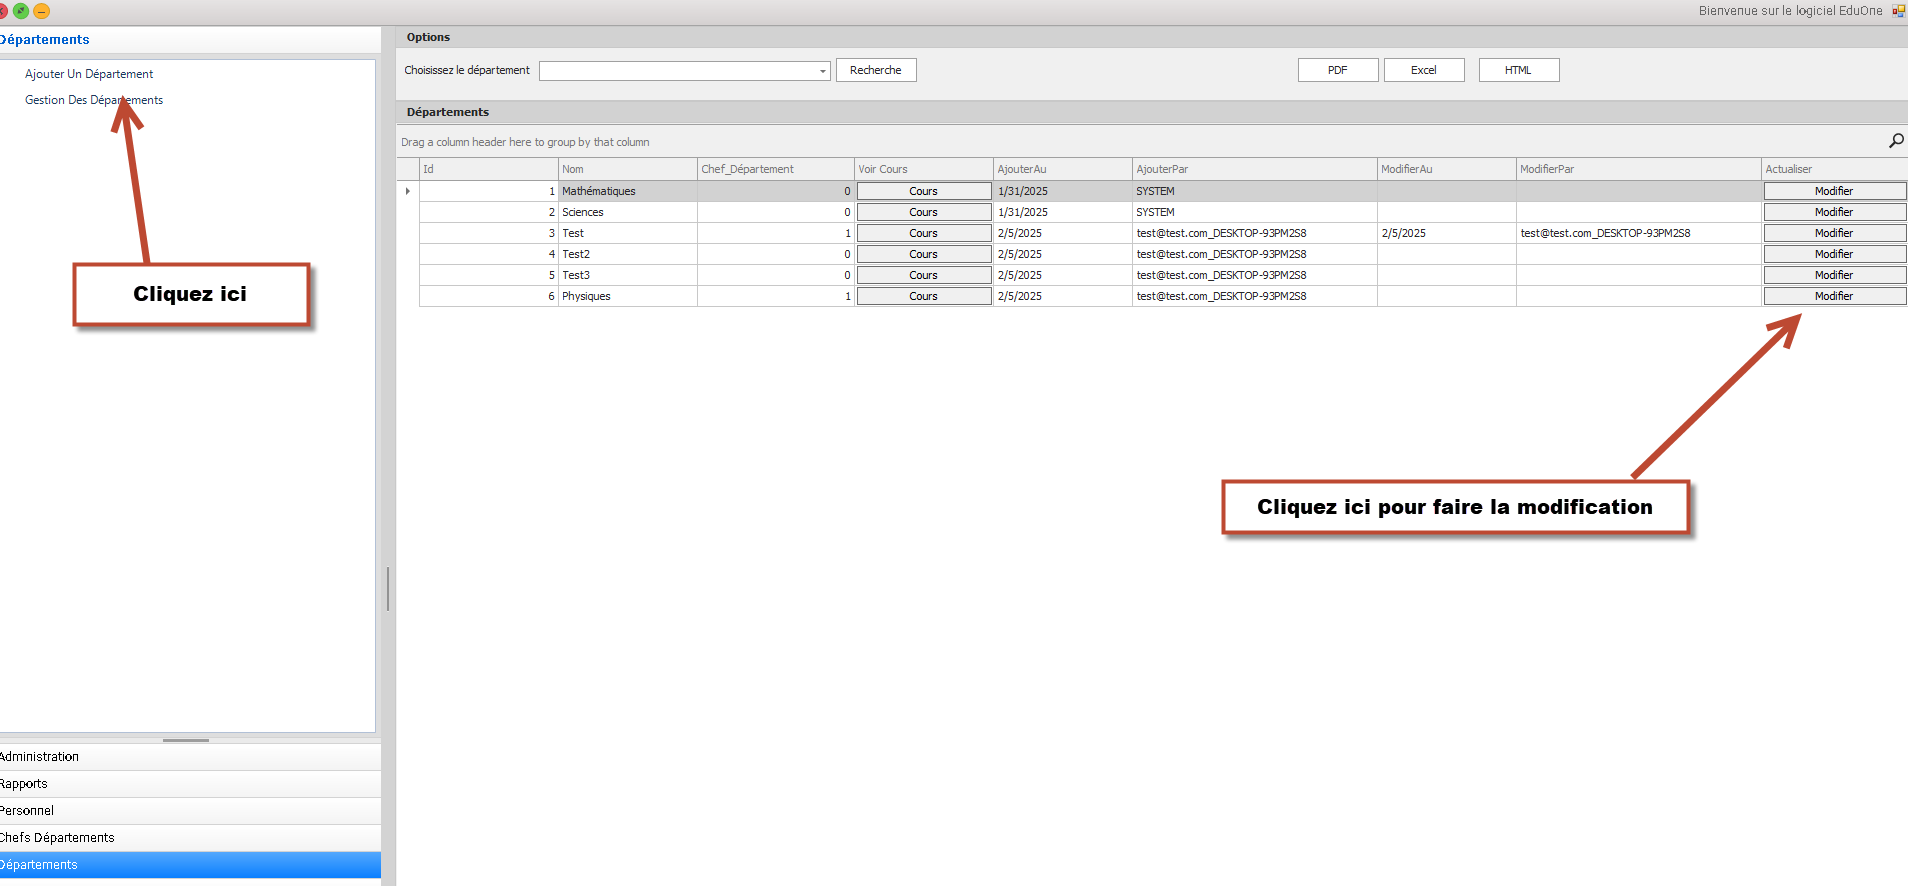 Bienvenue sur le logiciel EduOne
Départements
Ajouter Un Département
Gestion Des Départements
Cliquez ici
Administration
Rapports
Personnel
Chefs Départements
Départements
Options
Choisissez le département
Recherche
PDF
Excel
HTML
Départements
Drag a column header here to group by that column
Id Nom Chef_Département Voir Cours AjouterAu AjouterPar ModifierAu ModifierPar Actualiser
1 Mathématiques 0 Cours 1/31/2025 SYSTEM Modifier
2 Sciences 0 Cours 1/31/2025 SYSTEM Modifier
3 Test 1 Cours 2/5/2025 test@test.com_DESKTOP-93PM2S8 2/5/2025 test@test.com_DESKTOP-93PM2S8 Modifier
4 Test2 0 Cours 2/5/2025 test@test.com_DESKTOP-93PM2S8 Modifier
5 Test3 0 Cours 2/5/2025 test@test.com_DESKTOP-93PM2S8 Modifier
6 Physiques 1 Cours 2/5/2025 test@test.com_DESKTOP-93PM2S8 Modifier
Cliquez ici pour faire la modification